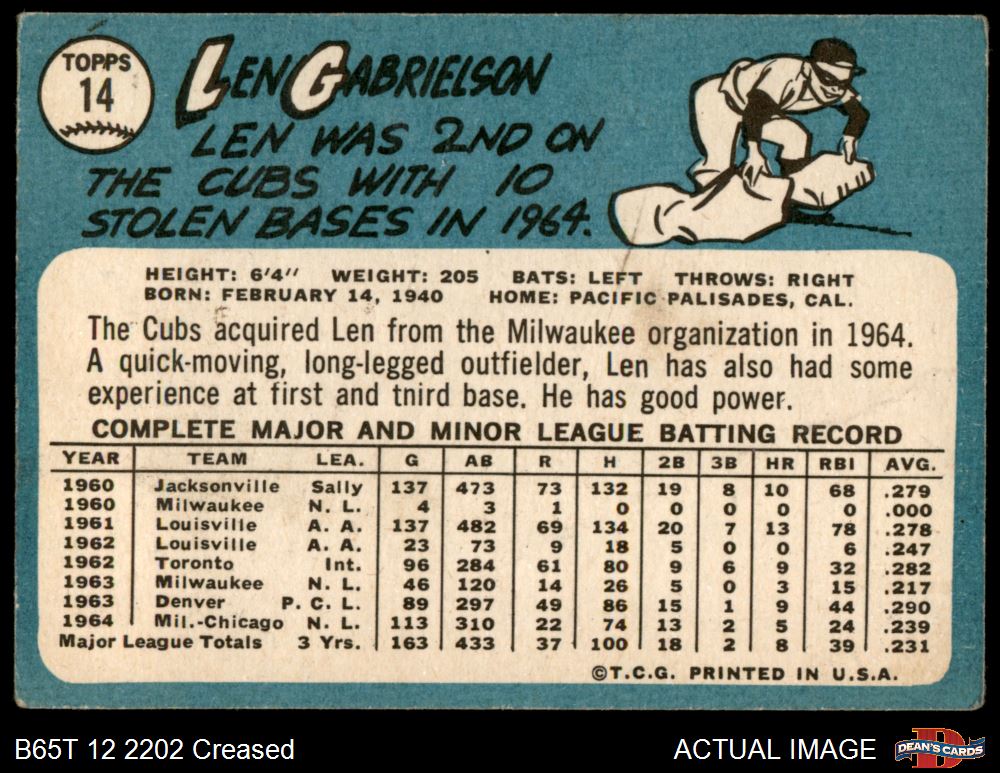 TOPPS
14
LEN GABRIELSON
LEN WAS 2ND ON
THE CUBS WITH 10
STOLEN BASES IN 1964.
HEIGHT: 6'4" WEIGHT: 205 BATS: LEFT THROWS: RIGHT
BORN: FEBRUARY 14, 1940 HOME: PACIFIC PALISADES, CAL.
The Cubs acquired Len from the Milwaukee organization in 1964.
A quick-moving, long-legged outfielder, Len has also had some
experience at first and tnird base. He has good power.
COMPLETE MAJOR AND MINOR LEAGUE BATTING RECORD
YEAR TEAM LEA. G AB R H 2B 3B HR RBI AVG.
1960 Jacksonville Sally 137 473 73 132 19 8 10 68 .279
1960 Milwaukee N. L. 4 3 1 0 0 0 0 0 .000
1961 Louisville A. A. 137 482 69 134 20 7 13 78 .278
1962 Louisville A. A. 23 73 9 18 5 0 0 6 .247
1962 Toronto Int. 96 284 61 80 9 6 9 32 .282
1963 Milwaukee N. L. 46 120 14 26 5 0 3 15 .217
1963 Denver P. C. L. 89 297 49 86 15 1 9 44 .290
1964 Mil.-Chicago N. L. 113 310 22 74 13 2 5 24 .239
Major League Totals 3 Yrs. 163 433 37 100 18 2 8 39 .231
©T.C.G. PRINTED IN U.S.A.
B65T 12 2202 Creased ACTUAL IMAGE
D
DEAN'S CARDS